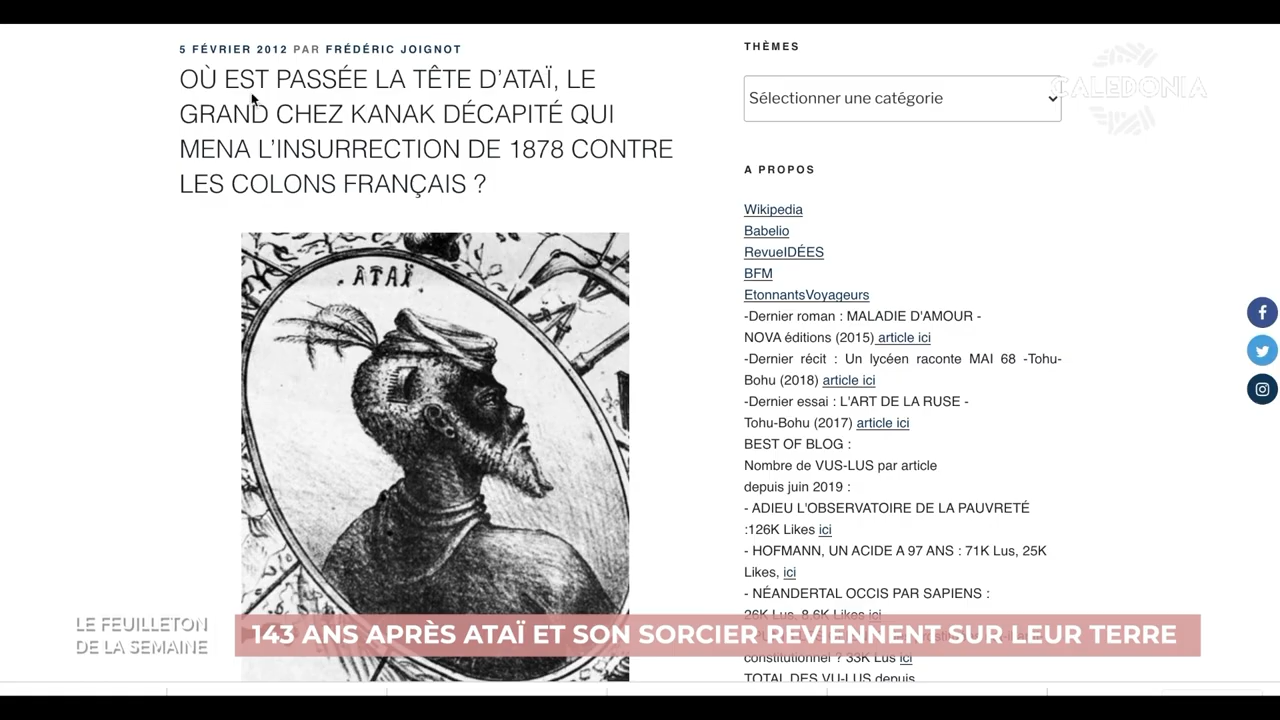 5 FÉVRIER 2012 PAR FRÉDÉRIC JOIGNOT
OÙ EST PASSÉE LA TÊTE D'ATAÏ, LE
GRAND CHEZ KANAK DÉCAPITÉ QUI
MENA L'INSURRECTION DE 1878 CONTRE
LES COLONS FRANÇAIS ?
. ATAÏ .
THÈMES
Sélectionner une catégorie
CALEDONIA
A PROPOS
Wikipedia
Babelio
RevueIDÉES
BFM
EtonnantsVoyageurs
-Dernier roman : MALADIE D'AMOUR -
NOVA éditions (2015) article ici
-Dernier récit : Un lycéen raconte MAI 68 -Tohu-
Bohu (2018) article ici
-Dernier essai : L'ART DE LA RUSE -
Tohu-Bohu (2017) article ici
BEST OF BLOG :
Nombre de VUS-LUS par article
depuis juin 2019 :
- ADIEU L'OBSERVATOIRE DE LA PAUVRETÉ
:126K Likes ici
- HOFMANN, UN ACIDE A 97 ANS : 71K Lus, 25K
Likes, ici
- NÉANDERTAL OCCIS PAR SAPIENS :
26K Lus, 8,6K Likes ici
constitutionnel ? 33K Lus ici
TOTAL DES VU-LUS depuis
LE FEUILLETON
DE LA SEMAINE
143 ANS APRÈS ATAÏ ET SON SORCIER REVIENNENT SUR LEUR TERRE